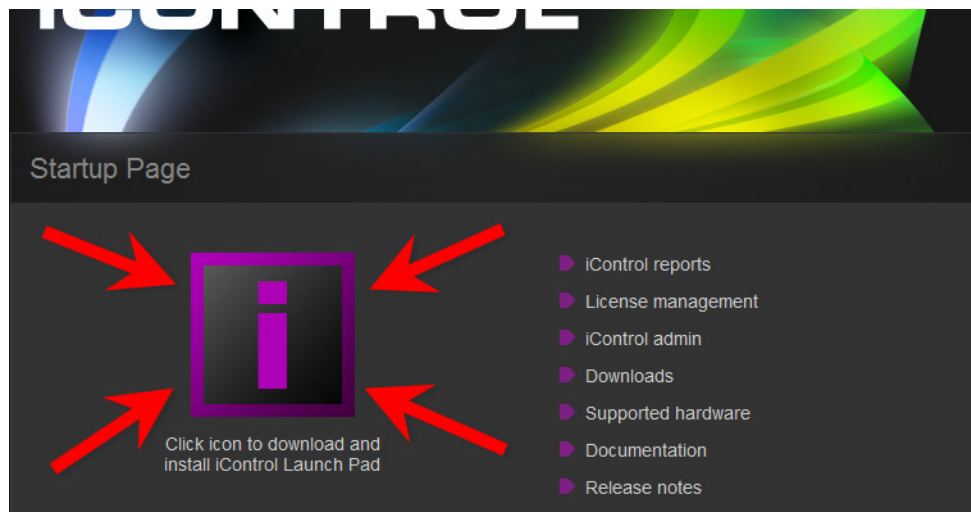 iCONTROL
Startup Page
i
Click icon to download and
install iControl Launch Pad
iControl reports
License management
iControl admin
Downloads
Supported hardware
Documentation
Release notes